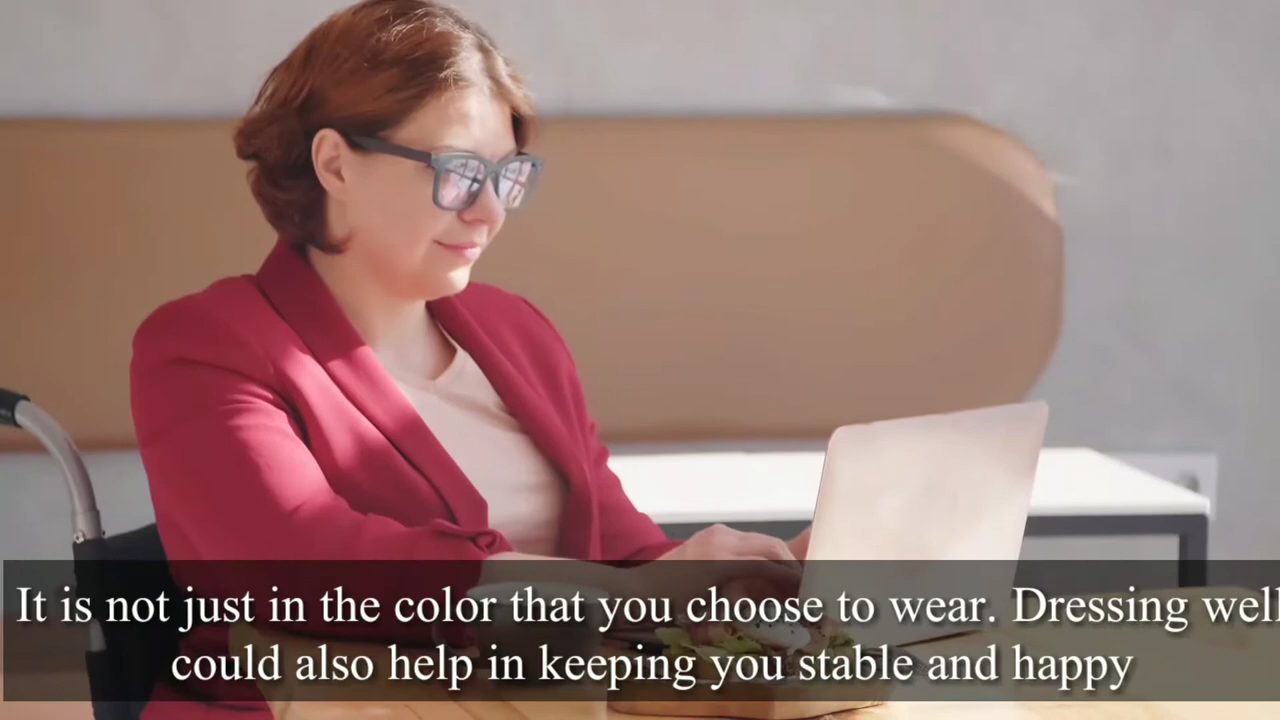 It is not just in the color that you choose to wear. Dressing well
could also help in keeping you stable and happy